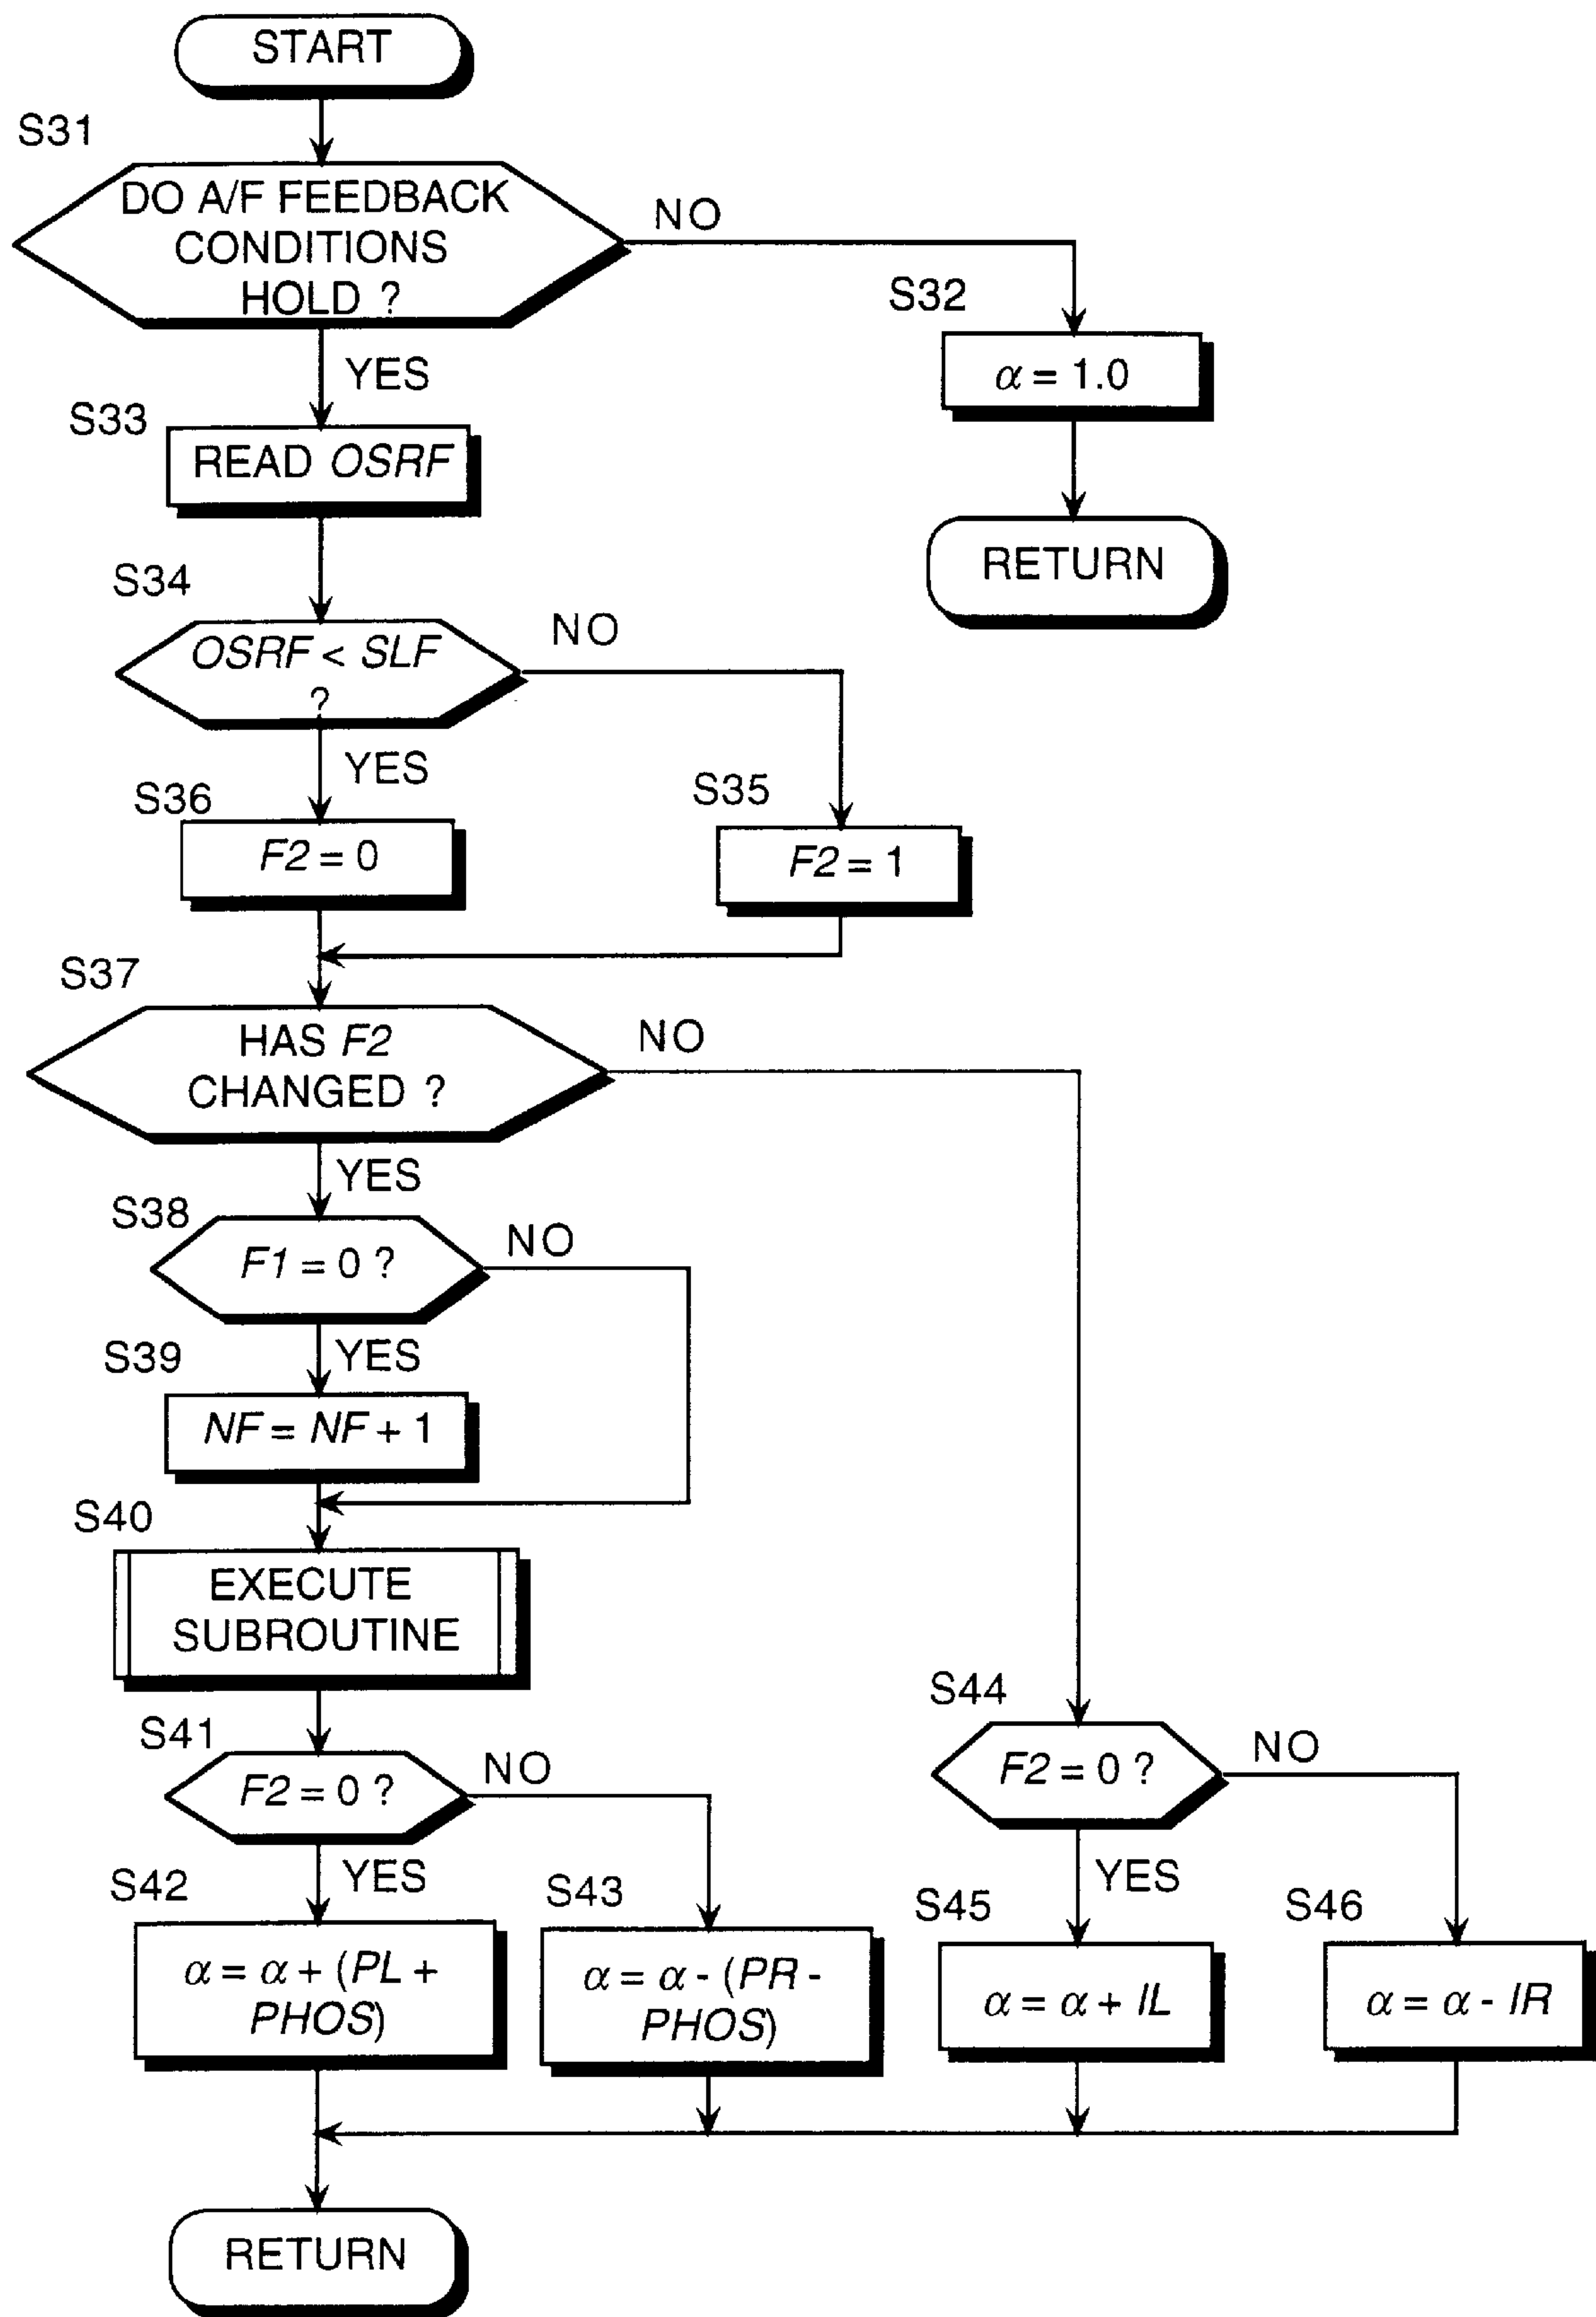 START
S31
DO A/F FEEDBACK
CONDITIONS
HOLD ?
NO
S32
α = 1.0
RETURN
YES
S33
READ OSRF
S34
OSRF < SLF
?
NO
YES
S36
F2 = 0
S35
F2 = 1
S37
HAS F2
CHANGED ?
NO
YES
S38
F1 = 0 ?
NO
YES
S39
NF = NF + 1
S40
EXECUTE
SUBROUTINE
S41
F2 = 0 ?
NO
S44
F2 = 0 ?
NO
YES
S42
α = α + (PL +
PHOS)
S43
α = α - (PR -
PHOS)
YES
S45
α = α + IL
S46
α = α - IR
RETURN